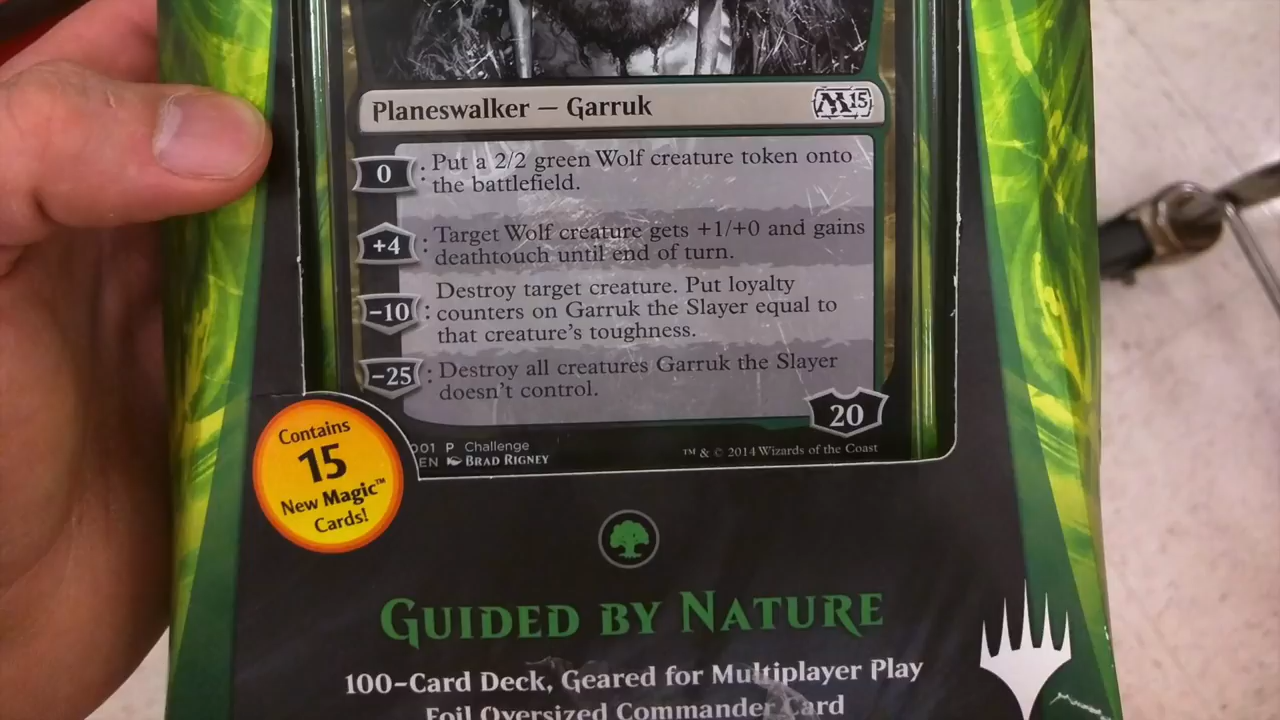 Planeswalker — Garruk
M15
0 : Put a 2/2 green Wolf creature token onto
the battlefield.
+4 : Target Wolf creature gets +1/+0 and gains
deathtouch until end of turn.
Destroy target creature. Put loyalty
−10 : counters on Garruk the Slayer equal to
that creature's toughness.
−25 : Destroy all creatures Garruk the Slayer
doesn't control.
20
001 P Challenge
EN BRAD RIGNEY
™ & © 2014 Wizards of the Coast
Contains
15
New Magic™
Cards!
GUIDED BY NATURE
100-Card Deck, Geared for Multiplayer Play
Foil Oversized Commander Card